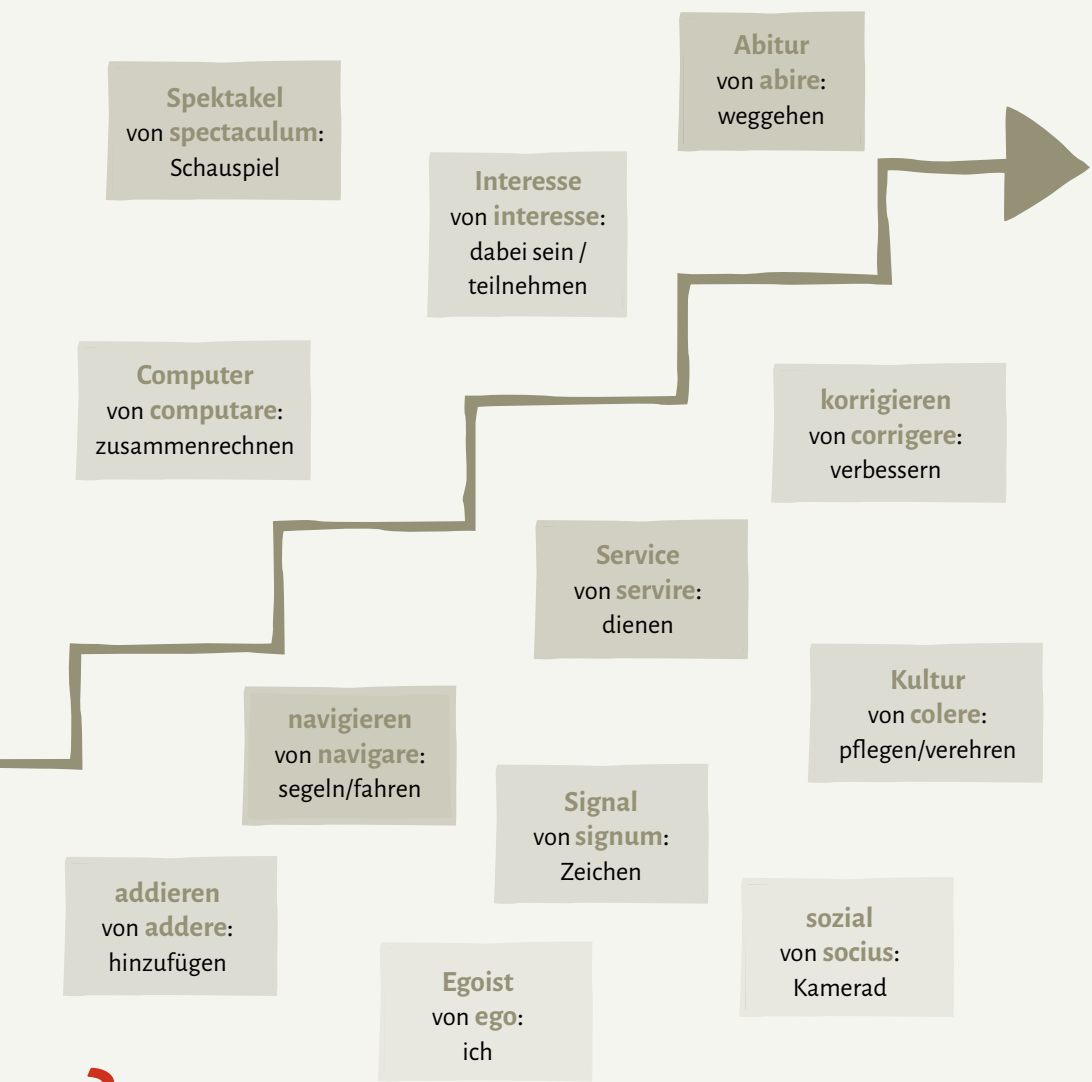 Abitur
von abire:
weggehen
Spektakel
von spectaculum:
Schauspiel
Interesse
von interesse:
dabei sein /
teilnehmen
Computer
von computare:
zusammenrechnen
korrigieren
von corrigere:
verbessern
Service
von servire:
dienen
Kultur
von colere:
pflegen/verehren
navigieren
von navigare:
segeln/fahren
Signal
von signum:
Zeichen
addieren
von addere:
hinzufügen
sozial
von socius:
Kamerad
Egoist
von ego:
ich